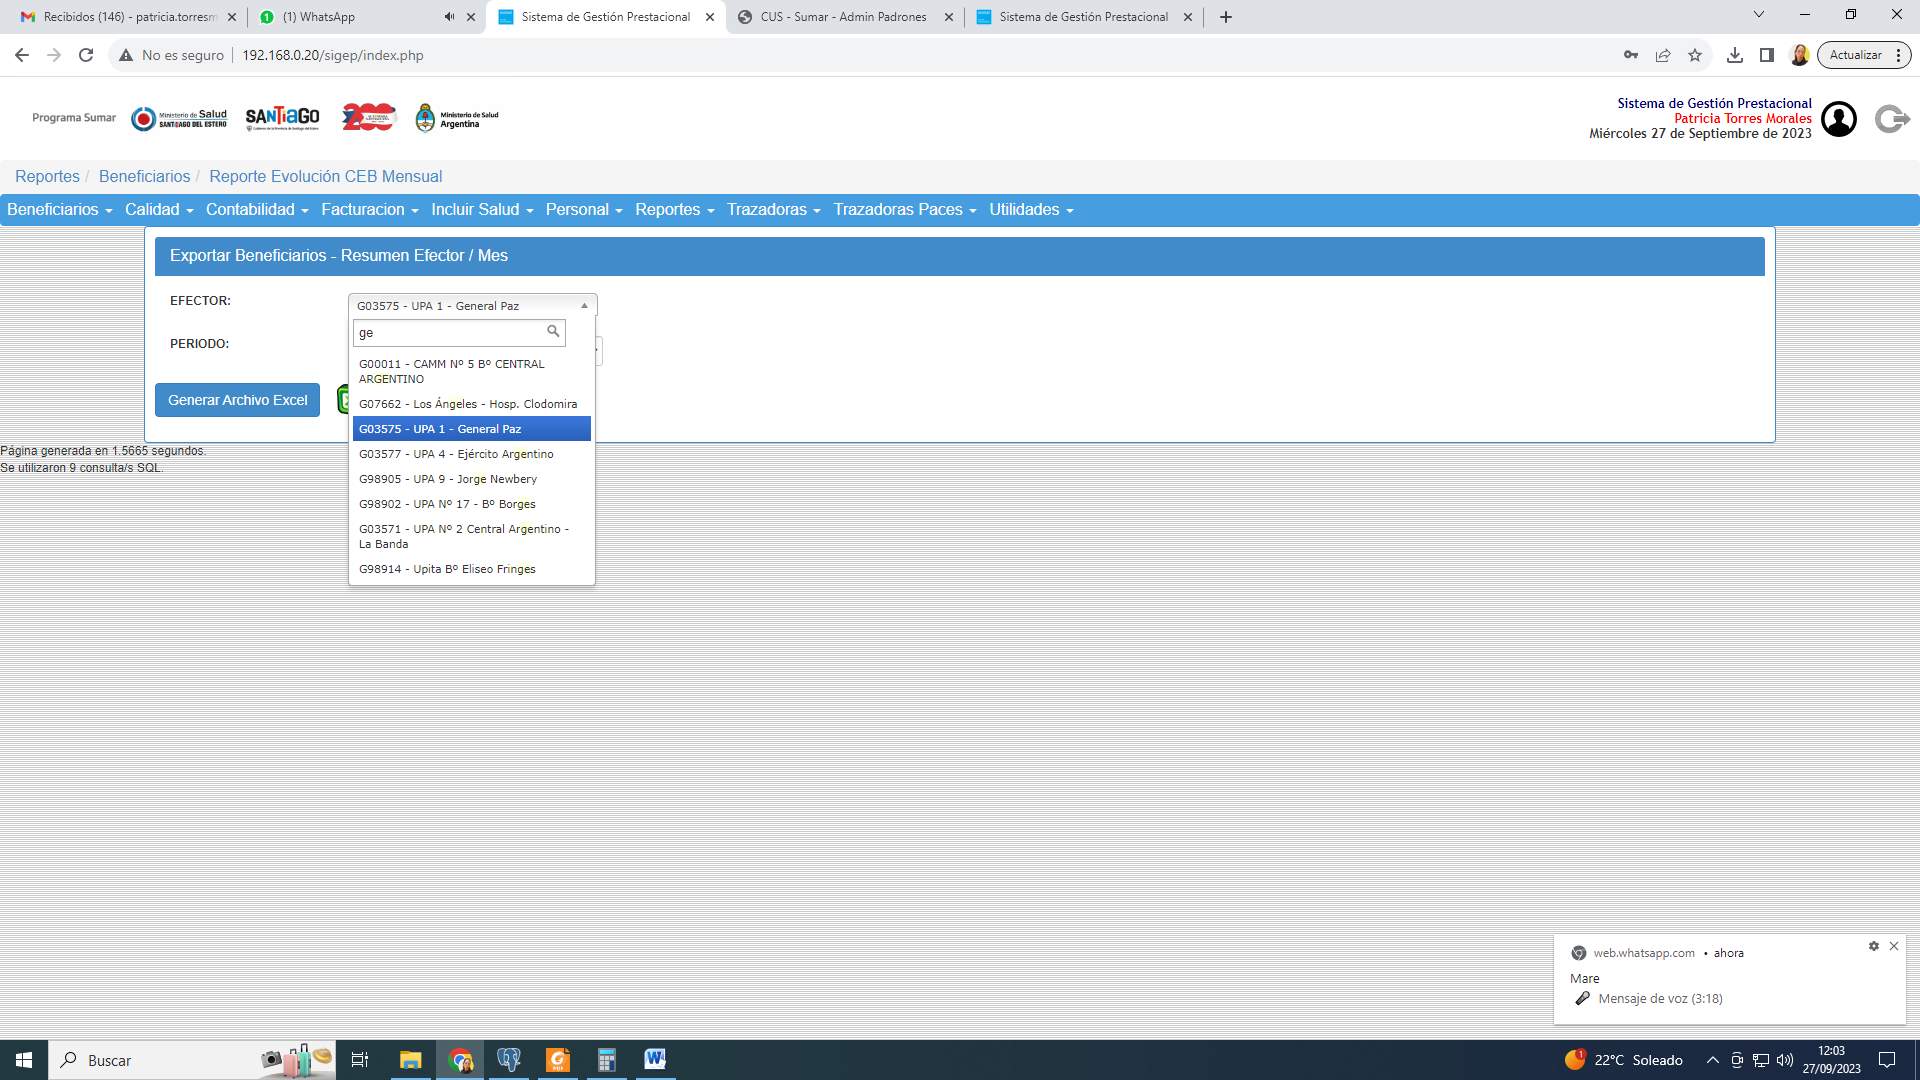 Recibidos (146) - patricia.torresm
(1) WhatsApp
Sistema de Gestión Prestacional
CUS - Sumar - Admin Padrones
Sistema de Gestión Prestacional
No es seguro
192.168.0.20/sigep/index.php
Actualizar
Programa Sumar
Ministerio de Salud
SANTIAGO DEL ESTERO
SANTIAGO
200
Ministerio de Salud
Argentina
Sistema de Gestión Prestacional
Patricia Torres Morales
Miércoles 27 de Septiembre de 2023
Reportes / Beneficiarios / Reporte Evolución CEB Mensual
Beneficiarios Calidad Contabilidad Facturacion Incluir Salud Personal Reportes Trazadoras Trazadoras Paces Utilidades
Exportar Beneficiarios - Resumen Efector / Mes
EFECTOR:
G03575 - UPA 1 - General Paz
ge
PERIODO:
G00011 - CAMM Nº 5 Bº CENTRAL
ARGENTINO
G07662 - Los Ángeles - Hosp. Clodomira
G03575 - UPA 1 - General Paz
G03577 - UPA 4 - Ejército Argentino
G98905 - UPA 9 - Jorge Newbery
G98902 - UPA Nº 17 - Bº Borges
G03571 - UPA Nº 2 Central Argentino -
La Banda
G98914 - Upita Bº Eliseo Fringes
Generar Archivo Excel
Página generada en 1.5665 segundos.
Se utilizaron 9 consulta/s SQL.
web.whatsapp.com • ahora
Mare
Mensaje de voz (3:18)
Buscar
22°C Soleado
12:03
27/09/2023